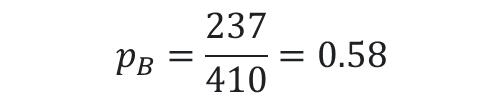 p_B = 237/410 = 0.58